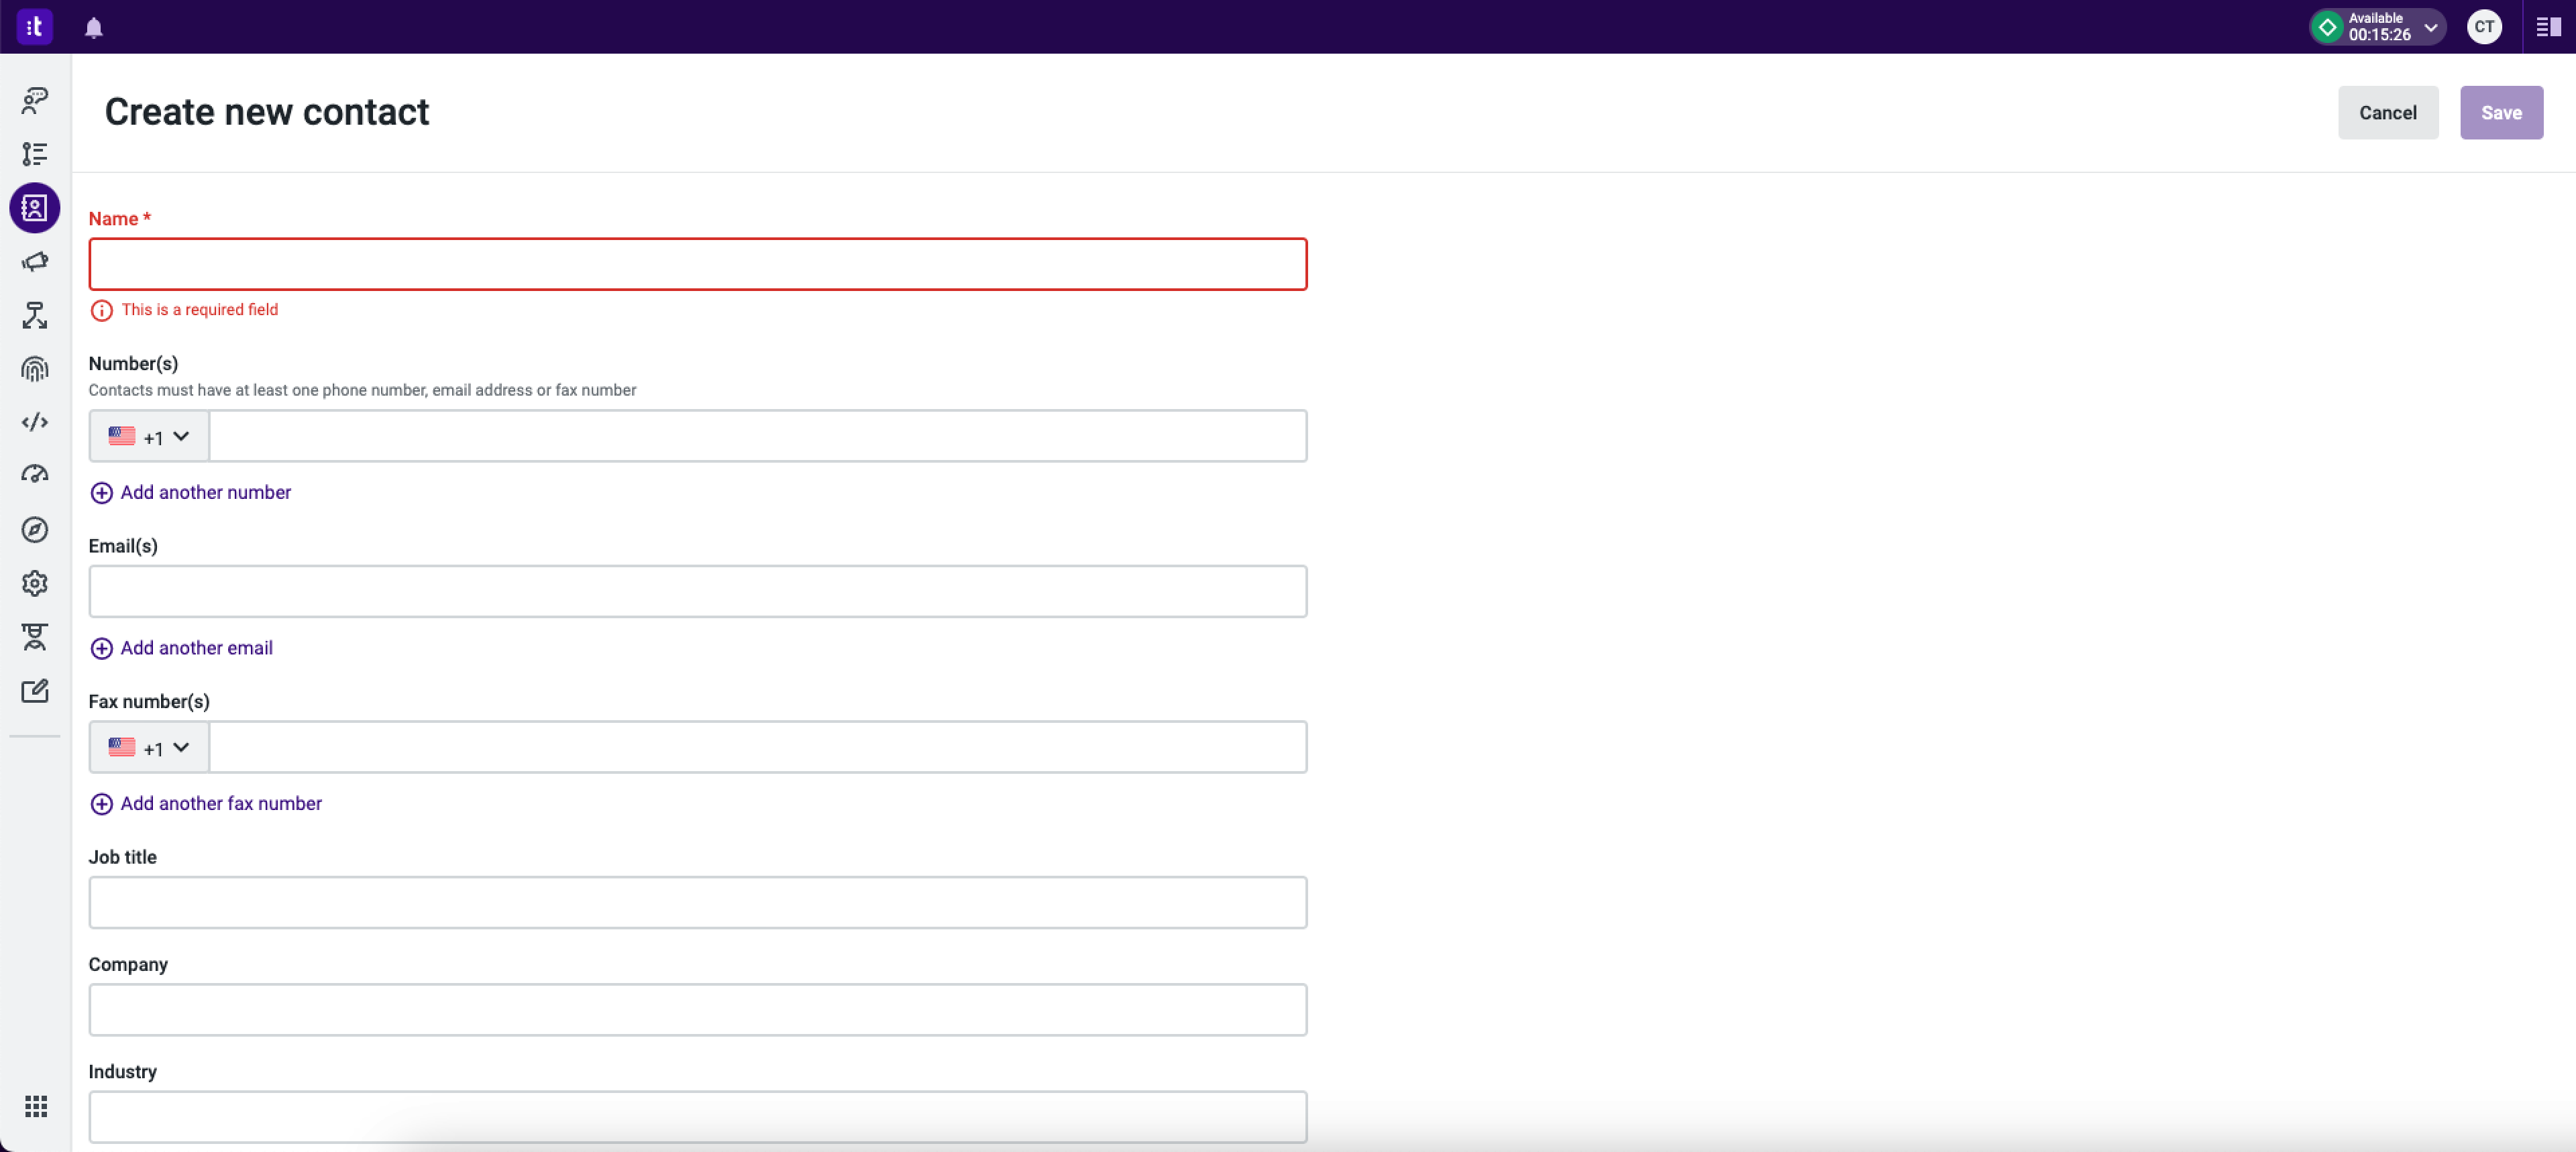 :t
Available
00:15:26
CT
Create new contact
Cancel
Save
Name *
This is a required field
Number(s)
Contacts must have at least one phone number, email address or fax number
+1
Add another number
Email(s)
Add another email
Fax number(s)
+1
Add another fax number
Job title
Company
Industry